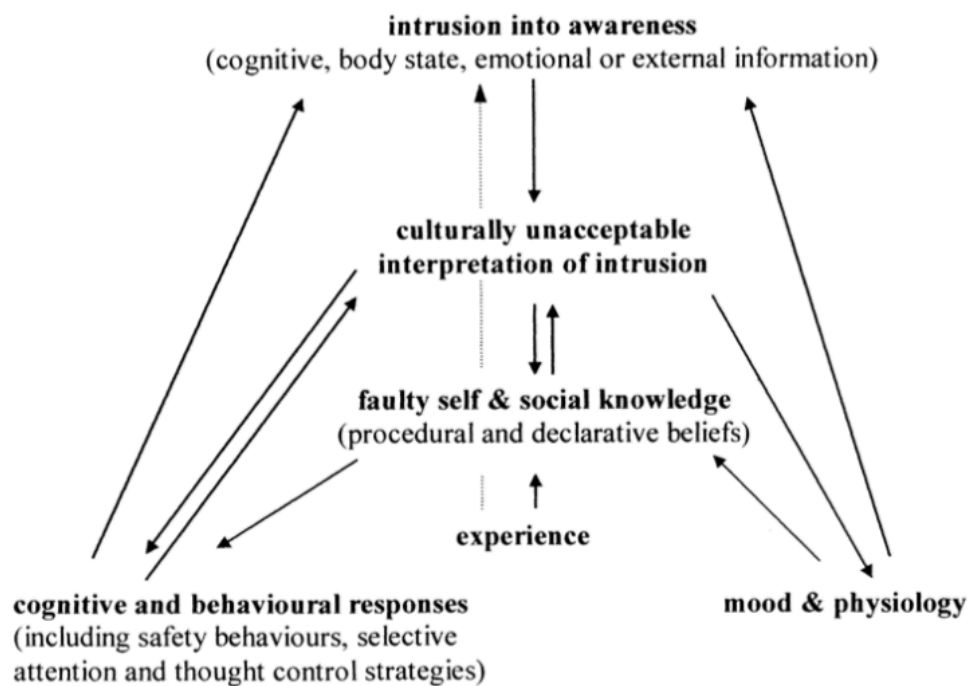 intrusion into awareness
(cognitive, body state, emotional or external information)
culturally unacceptable
interpretation of intrusion
faulty self & social knowledge
(procedural and declarative beliefs)
experience
cognitive and behavioural responses
(including safety behaviours, selective
attention and thought control strategies)
mood & physiology